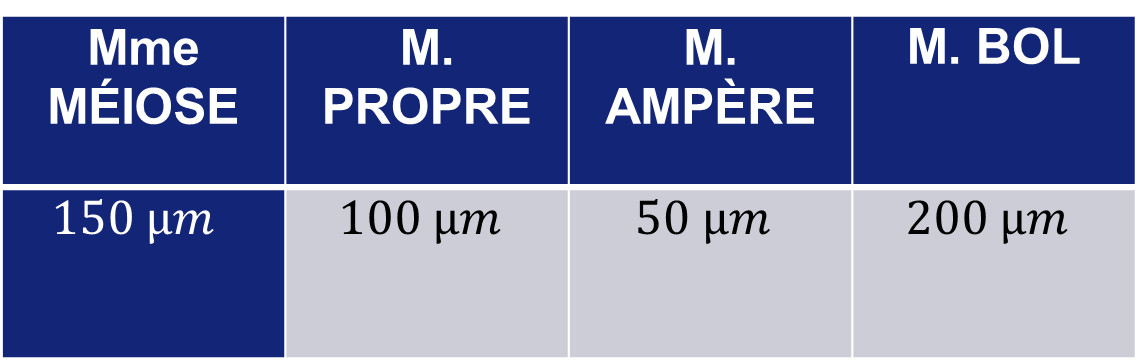 Mme MÉIOSE
M. PROPRE
M. AMPÈRE
M. BOL
150 μm
100 μm
50 μm
200 μm